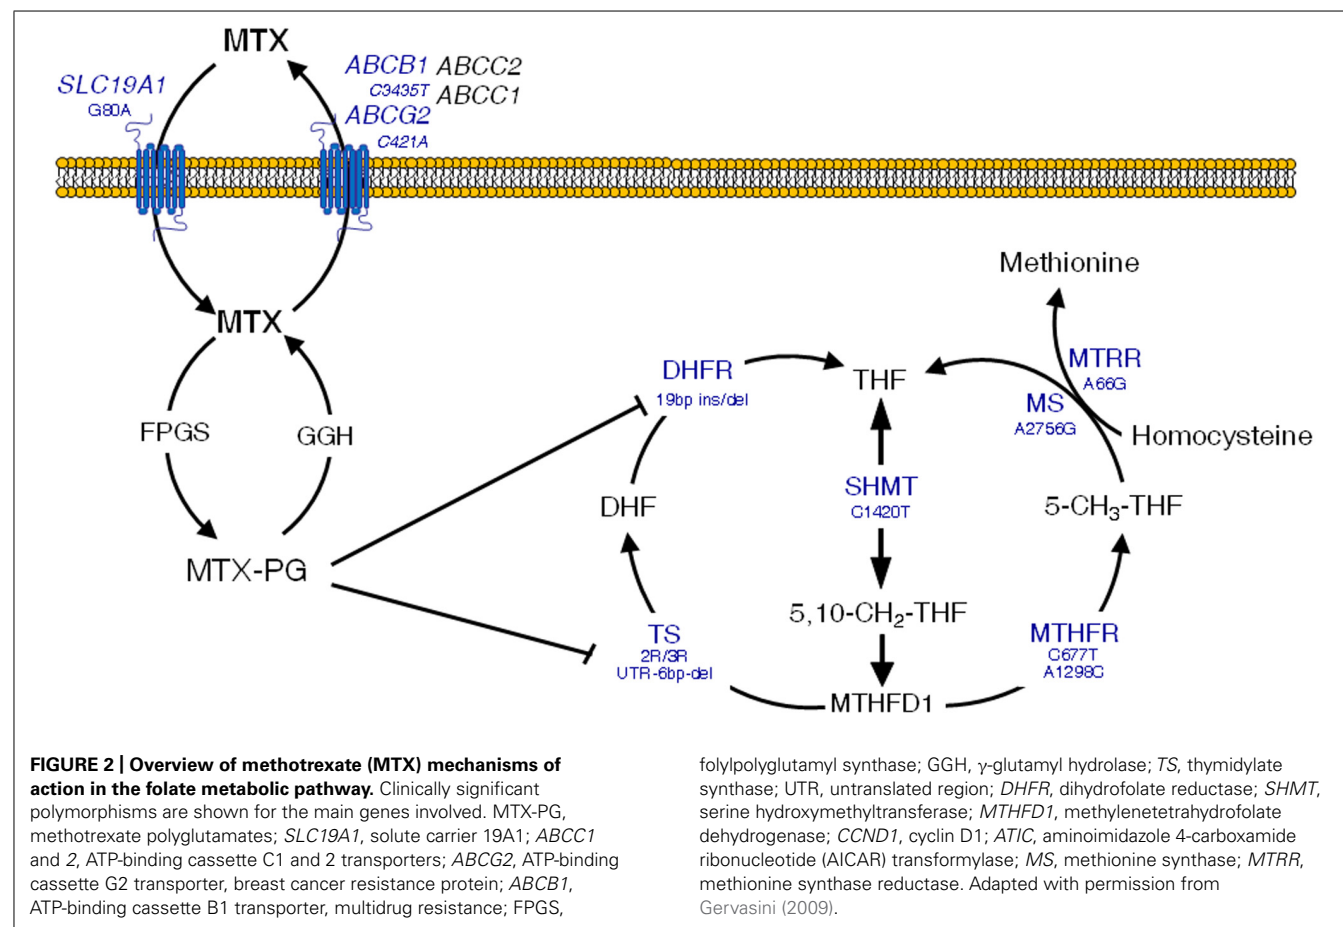 MTX
SLC19A1
G80A
ABCB1 ABCC2
C3435T ABCC1
ABCG2
C421A
MTX
FPGS
GGH
MTX-PG
DHFR
19bp ins/del
DHF
TS
2R/3R
UTR-6bp-del
THF
SHMT
C1420T
5,10-CH₂-THF
MTHFD1
Methionine
MTRR
A66G
MS
A2756G
Homocysteine
5-CH₃-THF
MTHFR
C677T
A1298C
FIGURE 2 | Overview of methotrexate (MTX) mechanisms of
action in the folate metabolic pathway. Clinically significant
polymorphisms are shown for the main genes involved. MTX-PG,
methotrexate polyglutamates; SLC19A1, solute carrier 19A1; ABCC1
and 2, ATP-binding cassette C1 and 2 transporters; ABCG2, ATP-binding
cassette G2 transporter, breast cancer resistance protein; ABCB1,
ATP-binding cassette B1 transporter, multidrug resistance; FPGS,
folylpolyglutamyl synthase; GGH, γ-glutamyl hydrolase; TS, thymidylate
synthase; UTR, untranslated region; DHFR, dihydrofolate reductase; SHMT,
serine hydroxymethyltransferase; MTHFD1, methylenetetrahydrofolate
dehydrogenase; CCND1, cyclin D1; ATIC, aminoimidazole 4-carboxamide
ribonucleotide (AICAR) transformylase; MS, methionine synthase; MTRR,
methionine synthase reductase. Adapted with permission from
Gervasini (2009).